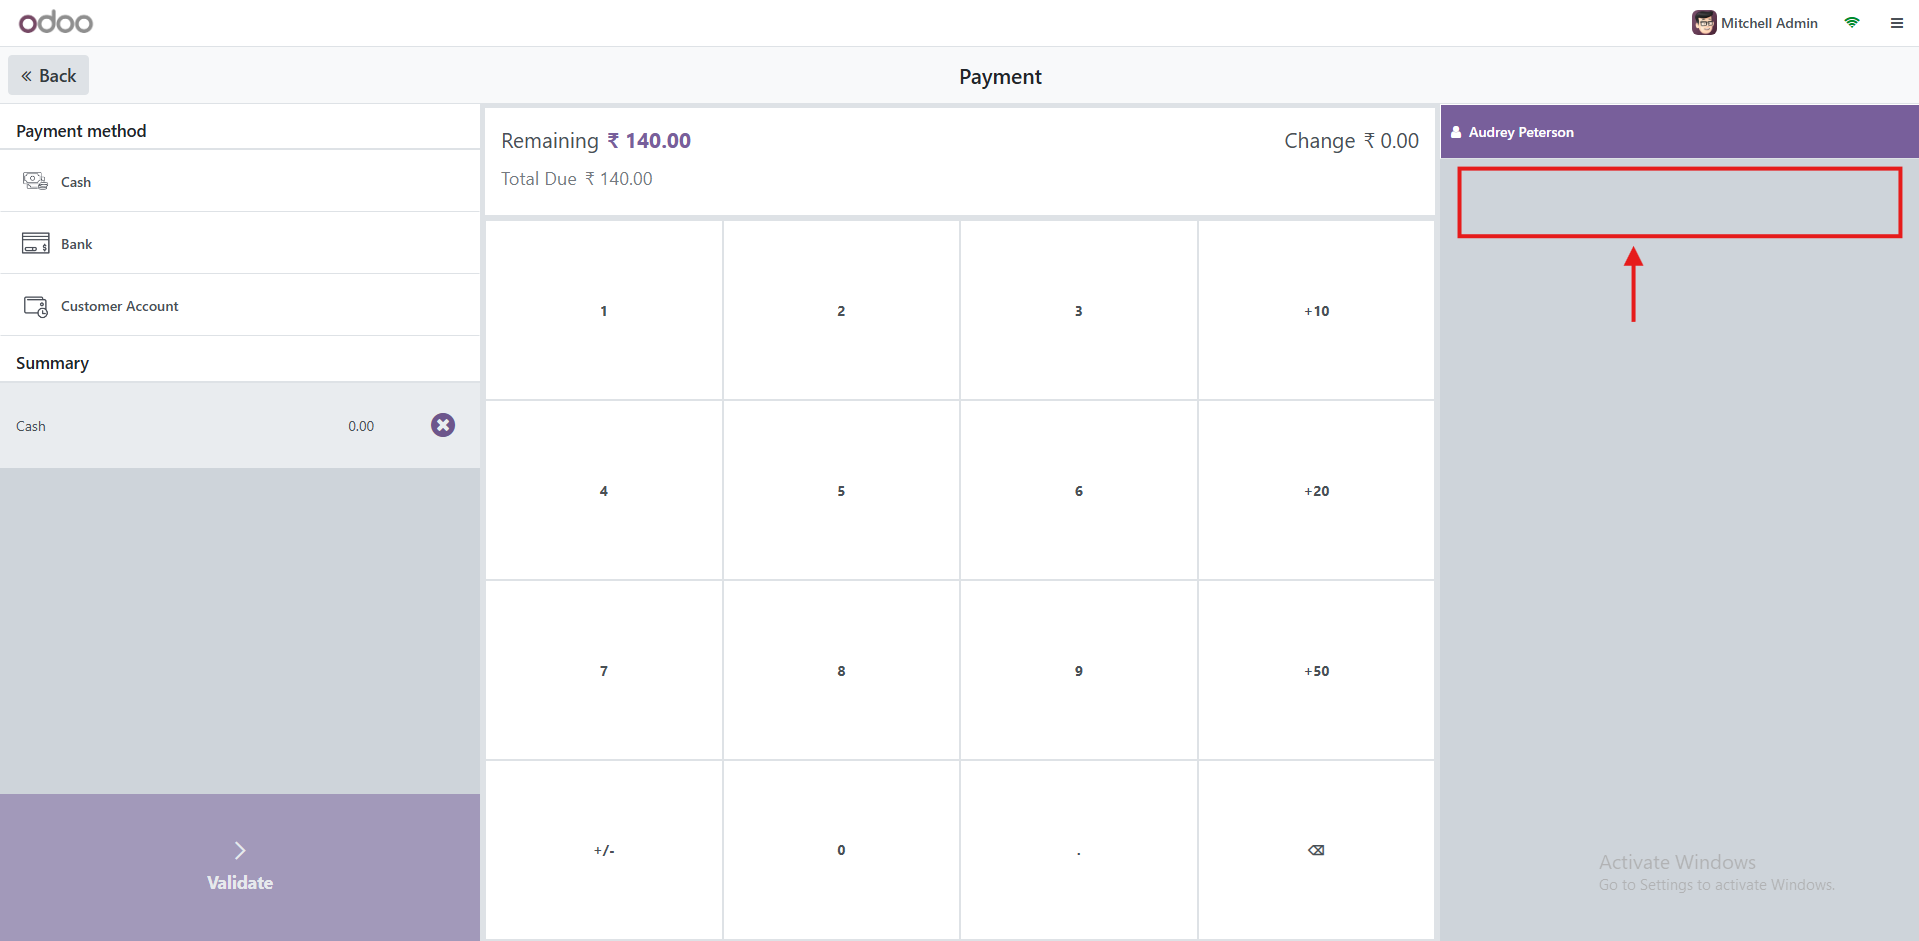 odoo
Mitchell Admin
« Back
Payment
Payment method
Cash
Bank
Customer Account
Summary
Cash 0.00
Validate
Remaining ₹ 140.00
Change ₹ 0.00
Total Due ₹ 140.00
1 2 3 +10
4 5 6 +20
7 8 9 +50
+/- 0 . ⌫
Audrey Peterson
Activate Windows
Go to Settings to activate Windows.